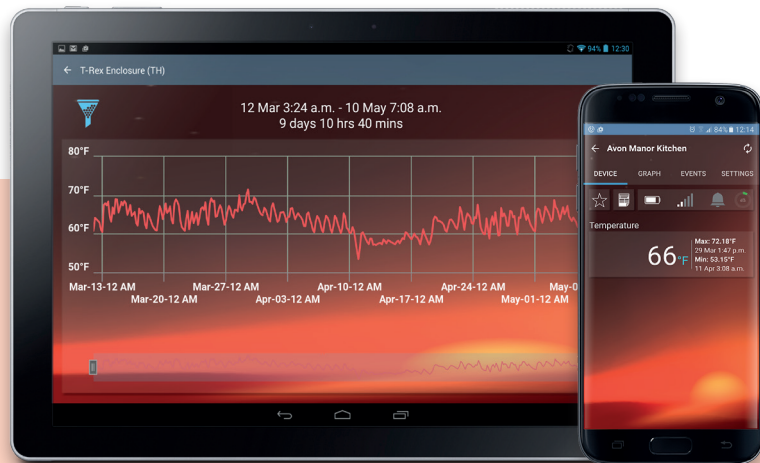 94% 12:30
T-Rex Enclosure (TH)
12 Mar 3:24 a.m. - 10 May 7:08 a.m.
9 days 10 hrs 40 mins
80°F
70°F
60°F
50°F
Mar-13-12 AM Mar-27-12 AM Apr-10-12 AM Apr-24-12 AM May-0
Mar-20-12 AM Apr-03-12 AM Apr-17-12 AM May-01-12 AM
84% 12:14
Avon Manor Kitchen
DEVICE GRAPH EVENTS SETTINGS
Temperature
66°F
Max: 72.18°F
29 Mar 1:47 p.m.
Min: 53.15°F
11 Apr 3:08 a.m.